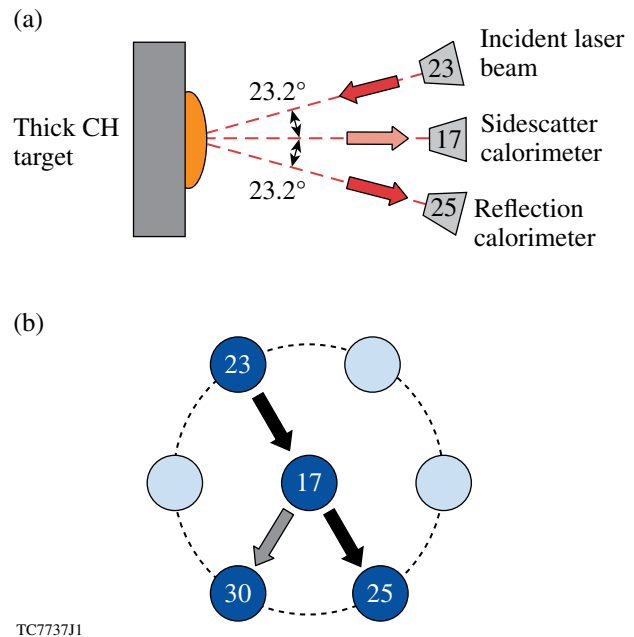 (a)
Incident laser
beam
23
23.2°
Thick CH
target
17
Sidescatter
calorimeter
23.2°
25
Reflection
calorimeter
(b)
23
17
30
25
TC7737J1